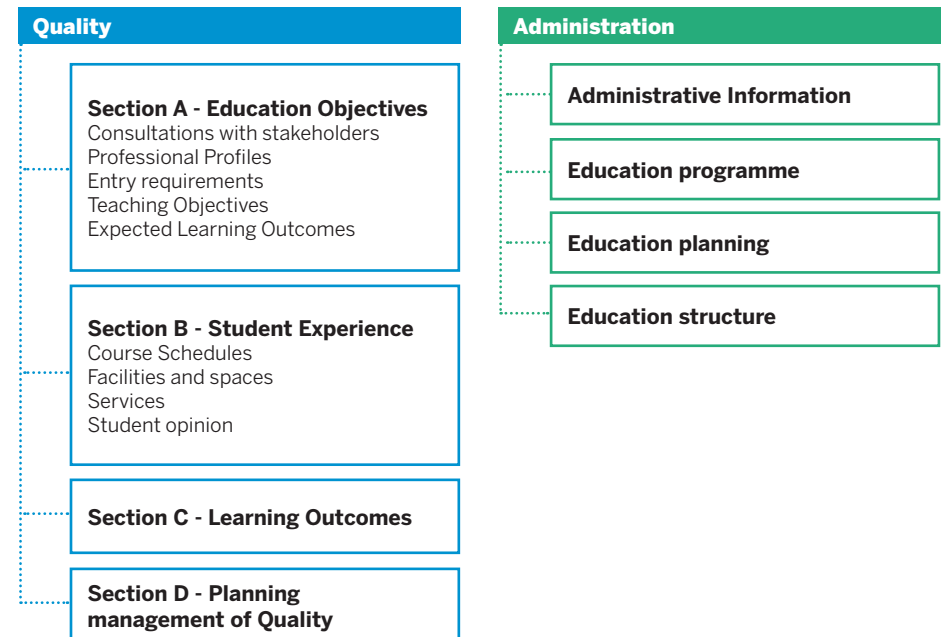 Quality
Section A - Education Objectives
Consultations with stakeholders
Professional Profiles
Entry requirements
Teaching Objectives
Expected Learning Outcomes
Section B - Student Experience
Course Schedules
Facilities and spaces
Services
Student opinion
Section C - Learning Outcomes
Section D - Planning
management of Quality
Administration
Administrative Information
Education programme
Education planning
Education structure